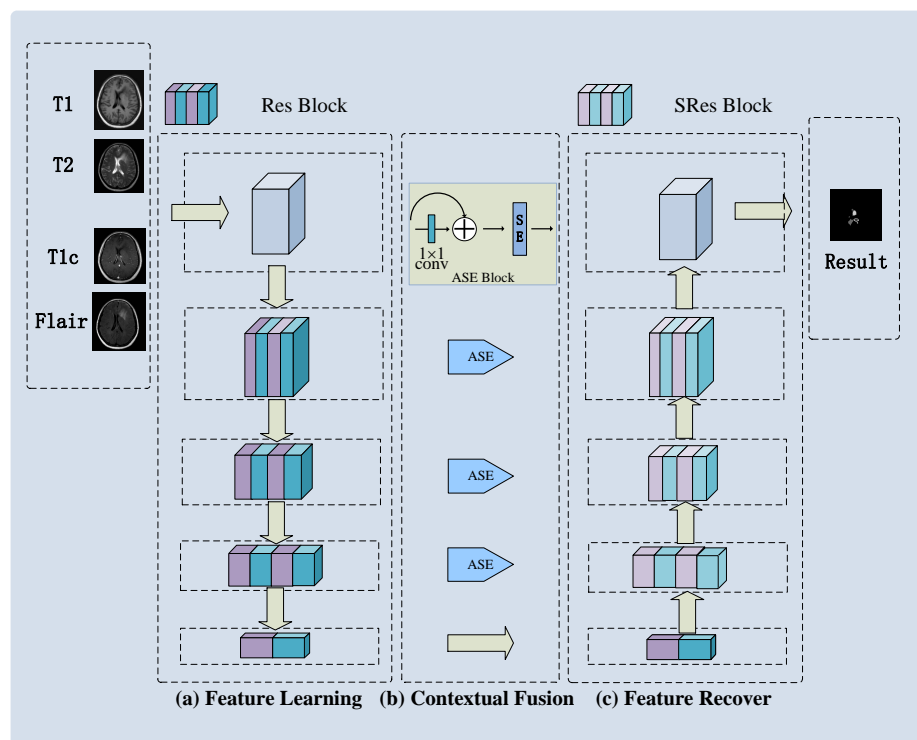 T1
T2
T1c
Flair
Res Block
SRes Block
1×1
conv
S
E
ASE Block
ASE
ASE
ASE
Result
(a) Feature Learning
(b) Contextual Fusion
(c) Feature Recover